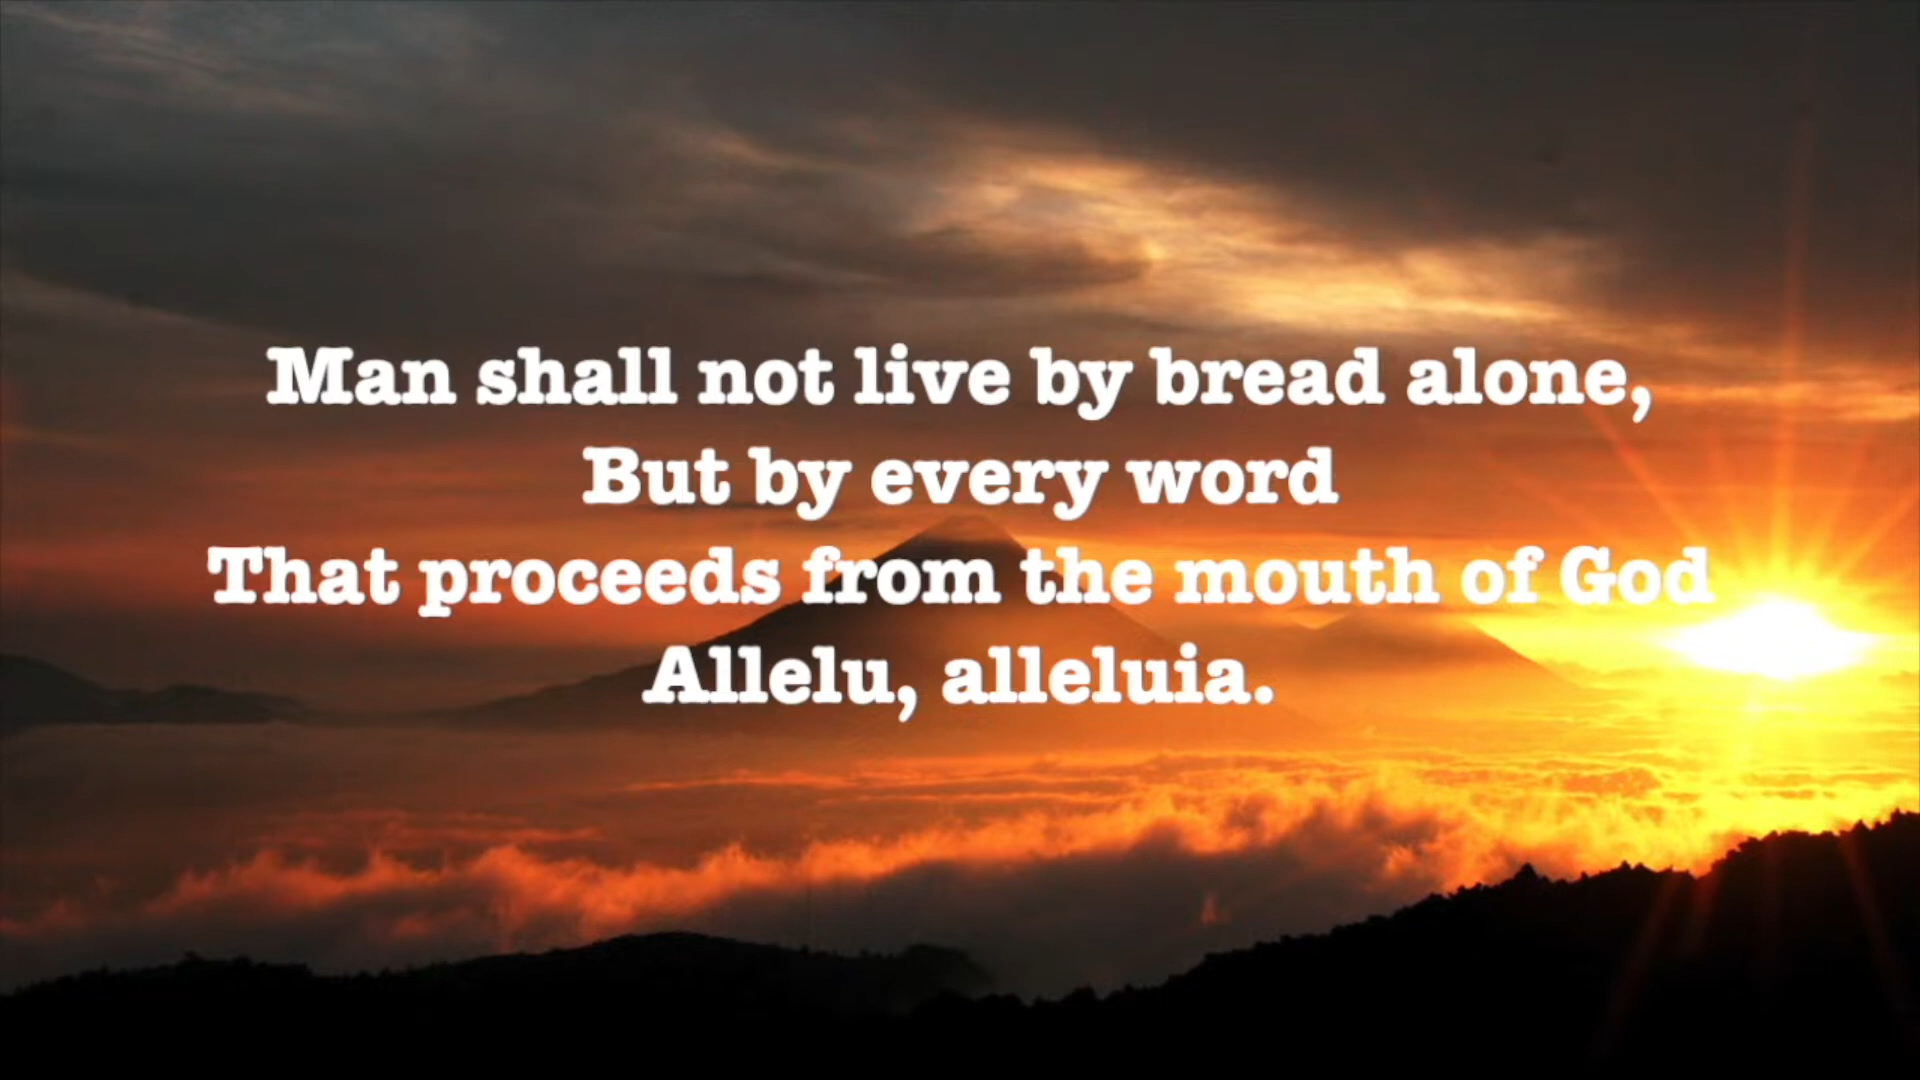 Man shall not live by bread alone,
But by every word
That proceeds from the mouth of God
Allelu, alleluia.